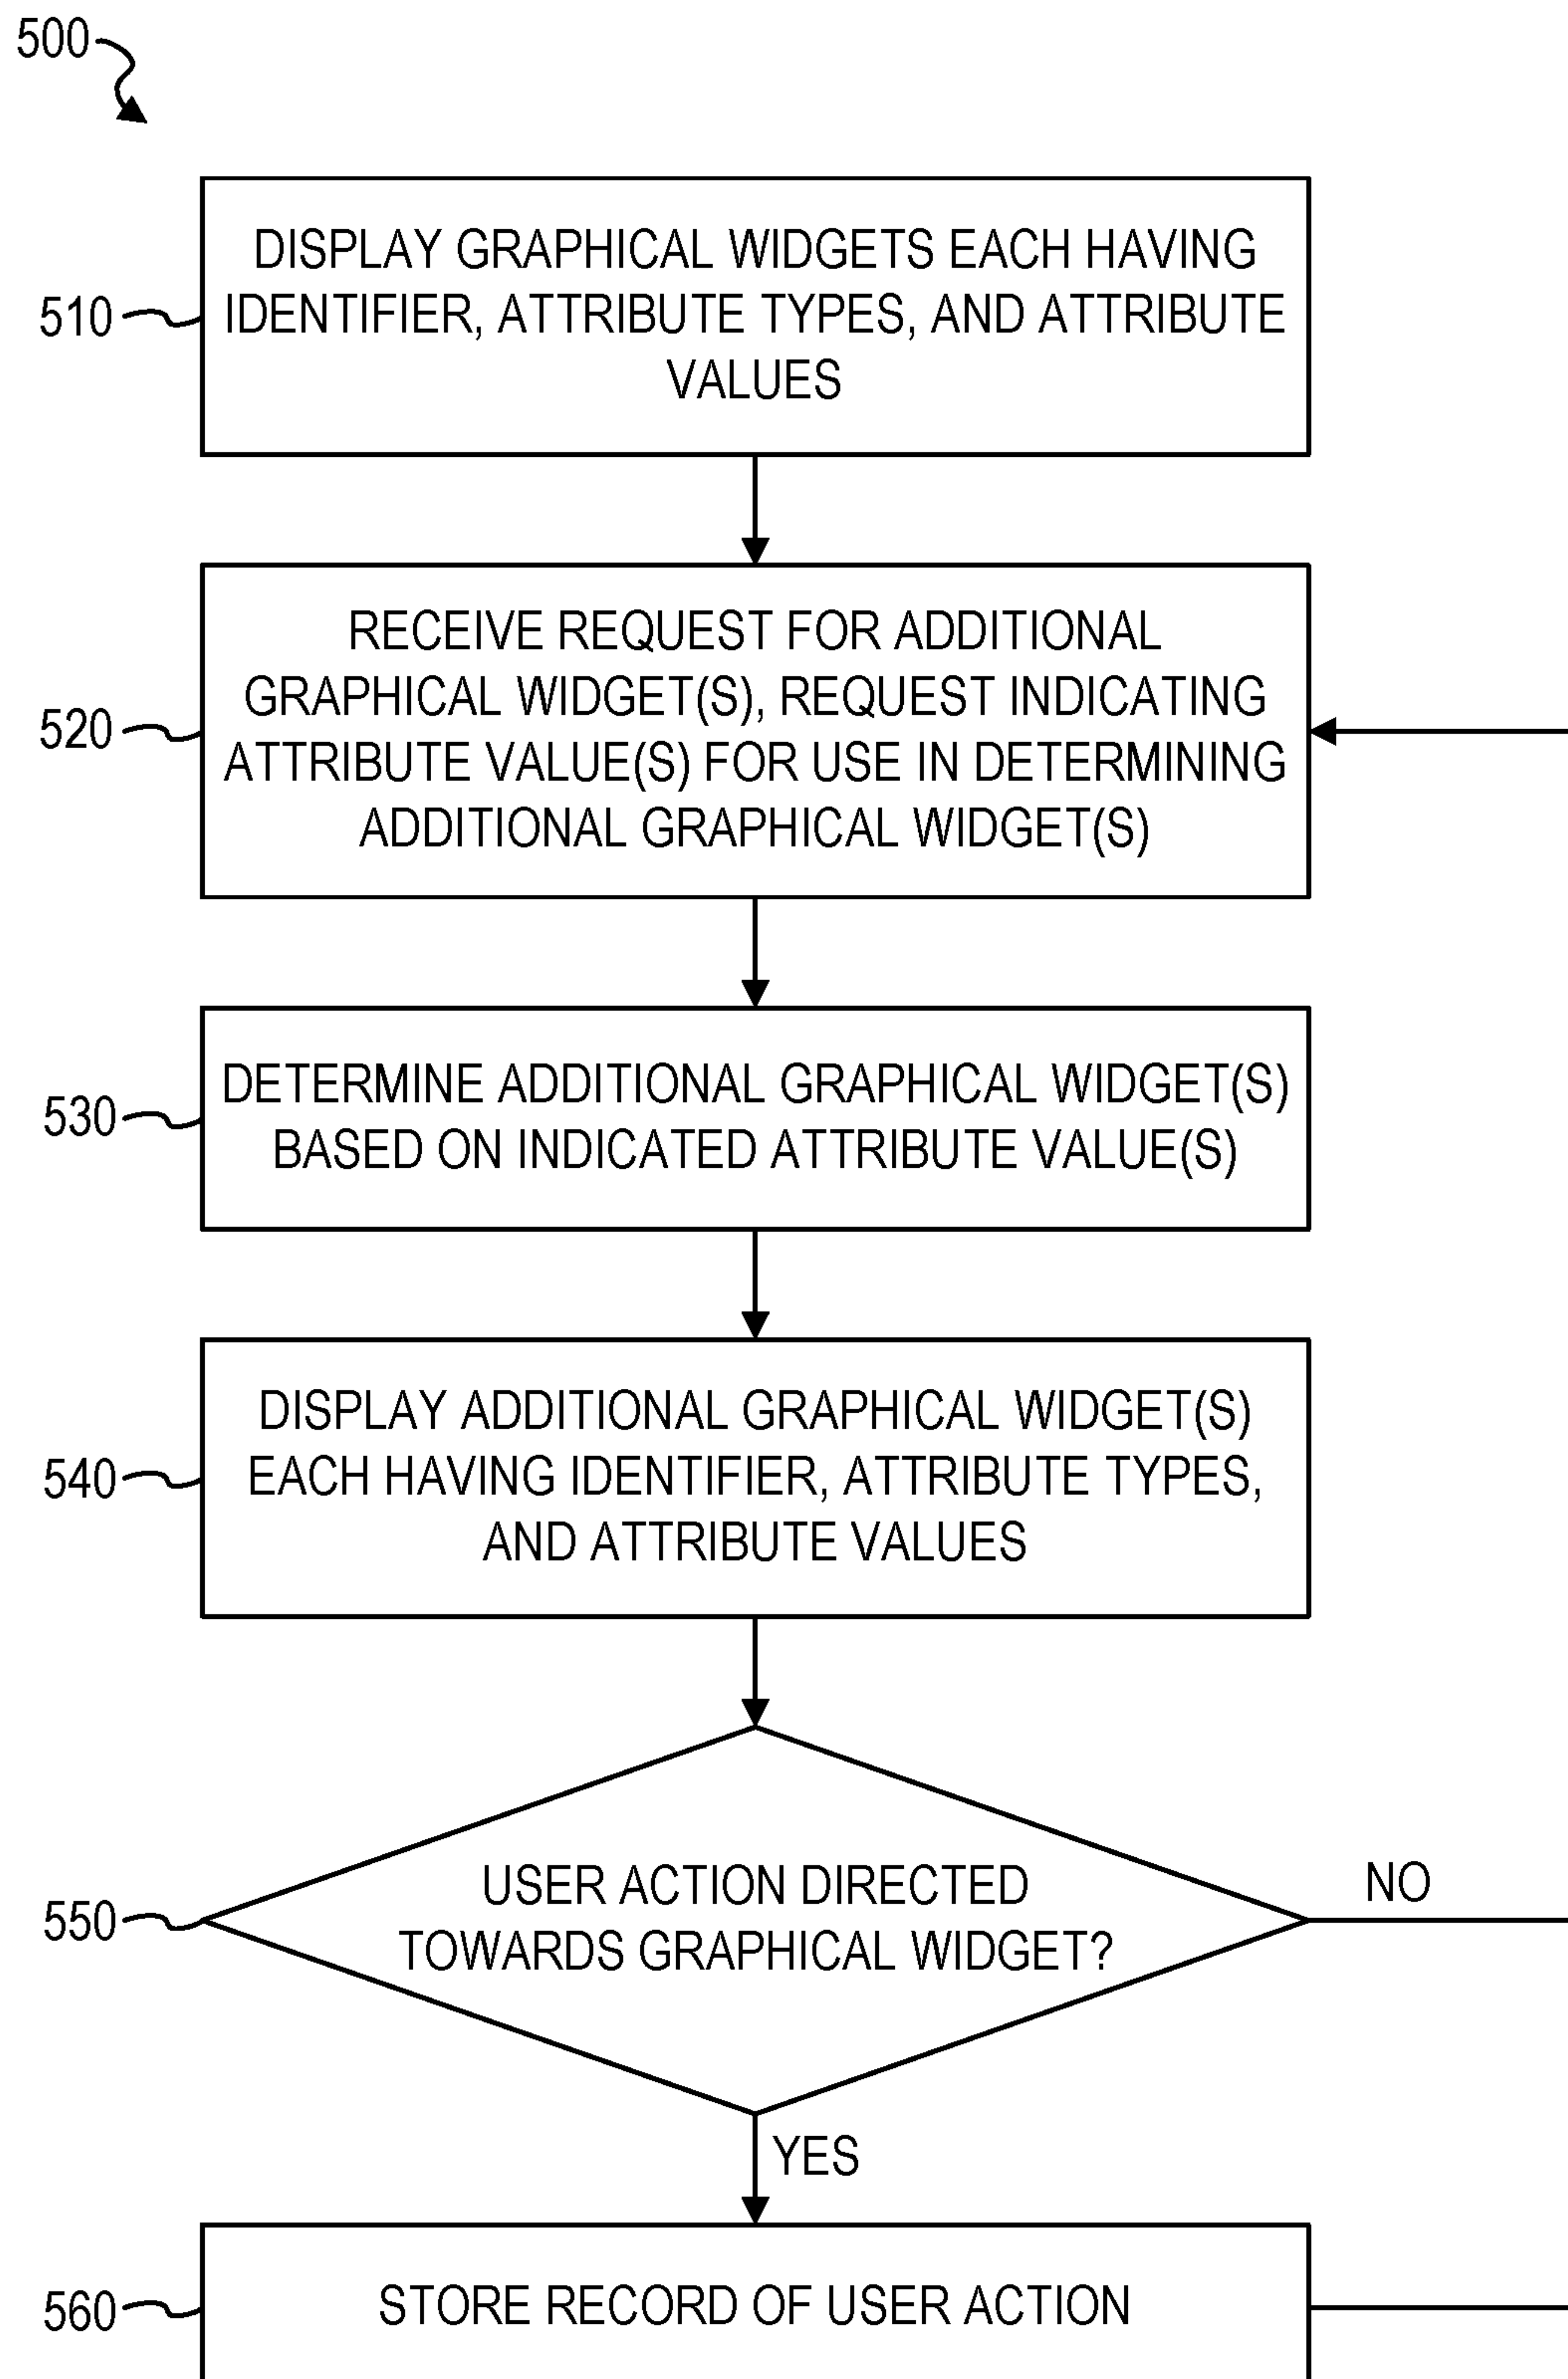 500
510
DISPLAY GRAPHICAL WIDGETS EACH HAVING
IDENTIFIER, ATTRIBUTE TYPES, AND ATTRIBUTE
VALUES
520
RECEIVE REQUEST FOR ADDITIONAL
GRAPHICAL WIDGET(S), REQUEST INDICATING
ATTRIBUTE VALUE(S) FOR USE IN DETERMINING
ADDITIONAL GRAPHICAL WIDGET(S)
530
DETERMINE ADDITIONAL GRAPHICAL WIDGET(S)
BASED ON INDICATED ATTRIBUTE VALUE(S)
540
DISPLAY ADDITIONAL GRAPHICAL WIDGET(S)
EACH HAVING IDENTIFIER, ATTRIBUTE TYPES,
AND ATTRIBUTE VALUES
550
USER ACTION DIRECTED
TOWARDS GRAPHICAL WIDGET?
NO
YES
560
STORE RECORD OF USER ACTION